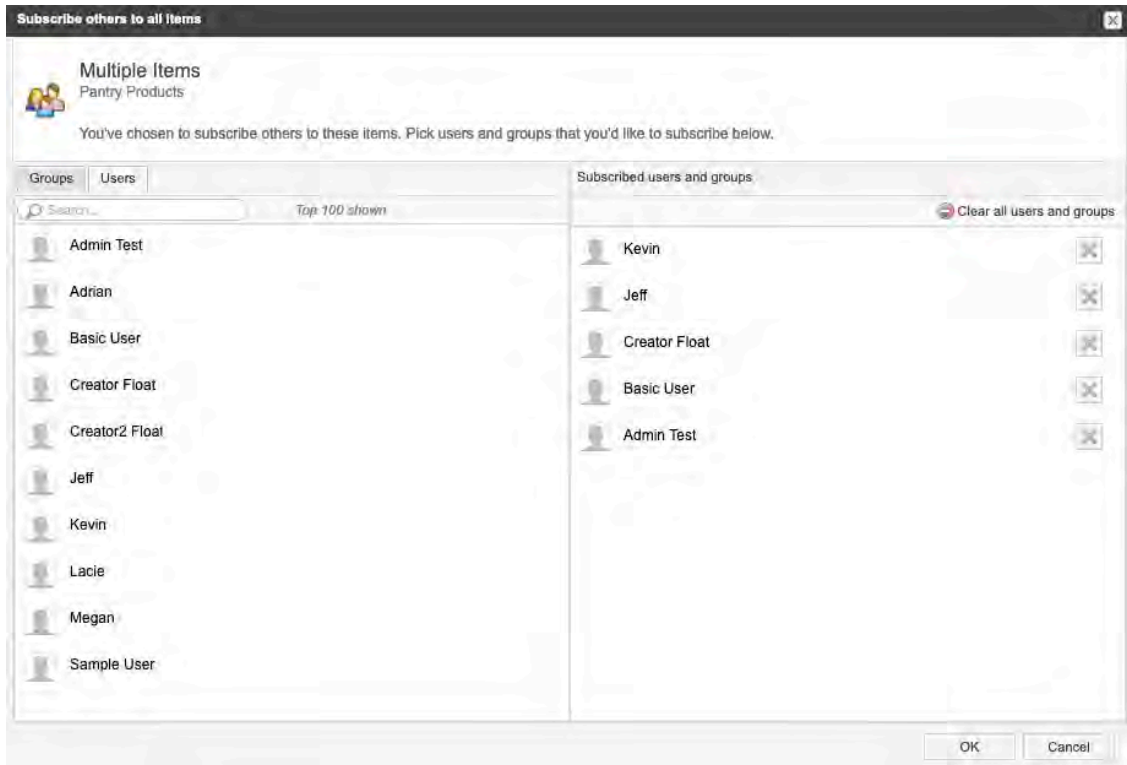 Subscribe others to all items
Multiple Items
Pantry Products
You've chosen to subscribe others to these items. Pick users and groups that you'd like to subscribe below.
Groups Users
Search...
Top 100 shown
Admin Test
Adrian
Basic User
Creator Float
Creator2 Float
Jeff
Kevin
Lacie
Megan
Sample User
Subscribed users and groups
Clear all users and groups
Kevin
Jeff
Creator Float
Basic User
Admin Test
OK Cancel